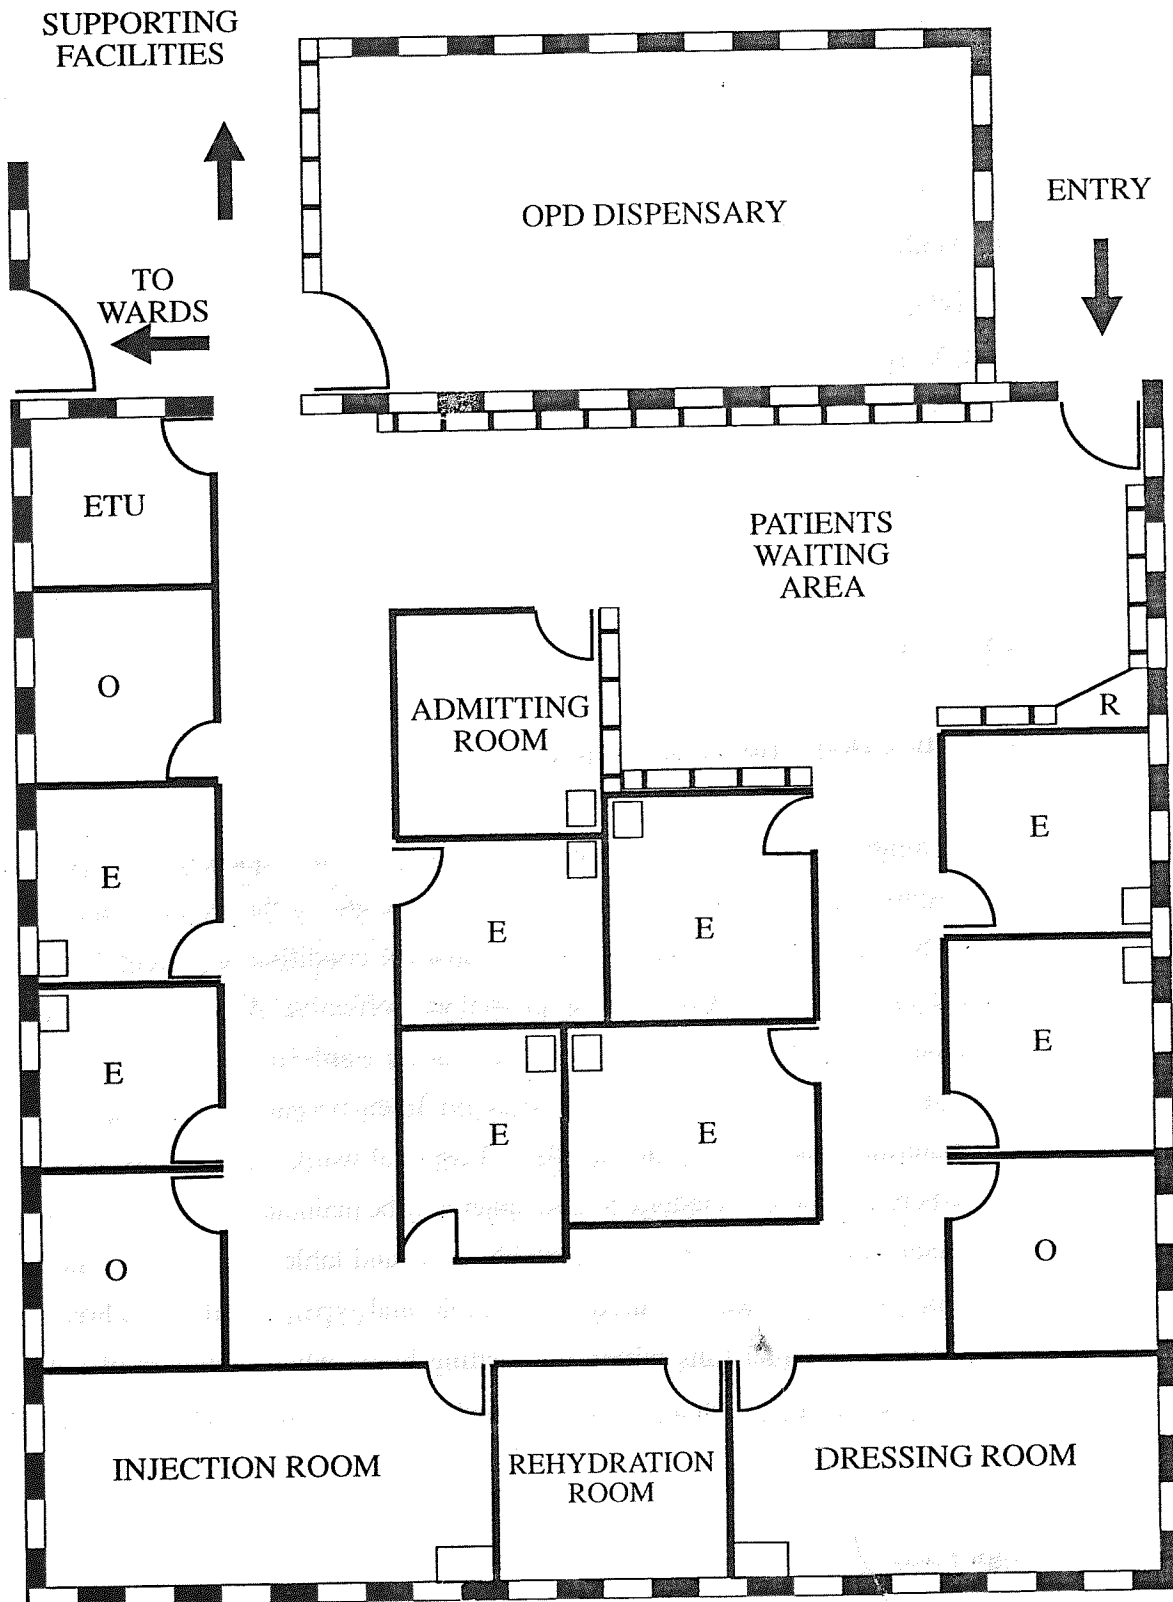 SUPPORTING
FACILITIES
OPD DISPENSARY
ENTRY
TO
WARDS
ETU
PATIENTS
WAITING
AREA
O
ADMITTING
ROOM
R
E
E
E
E
E
E
E
E
O
O
INJECTION ROOM
REHYDRATION
ROOM
DRESSING ROOM